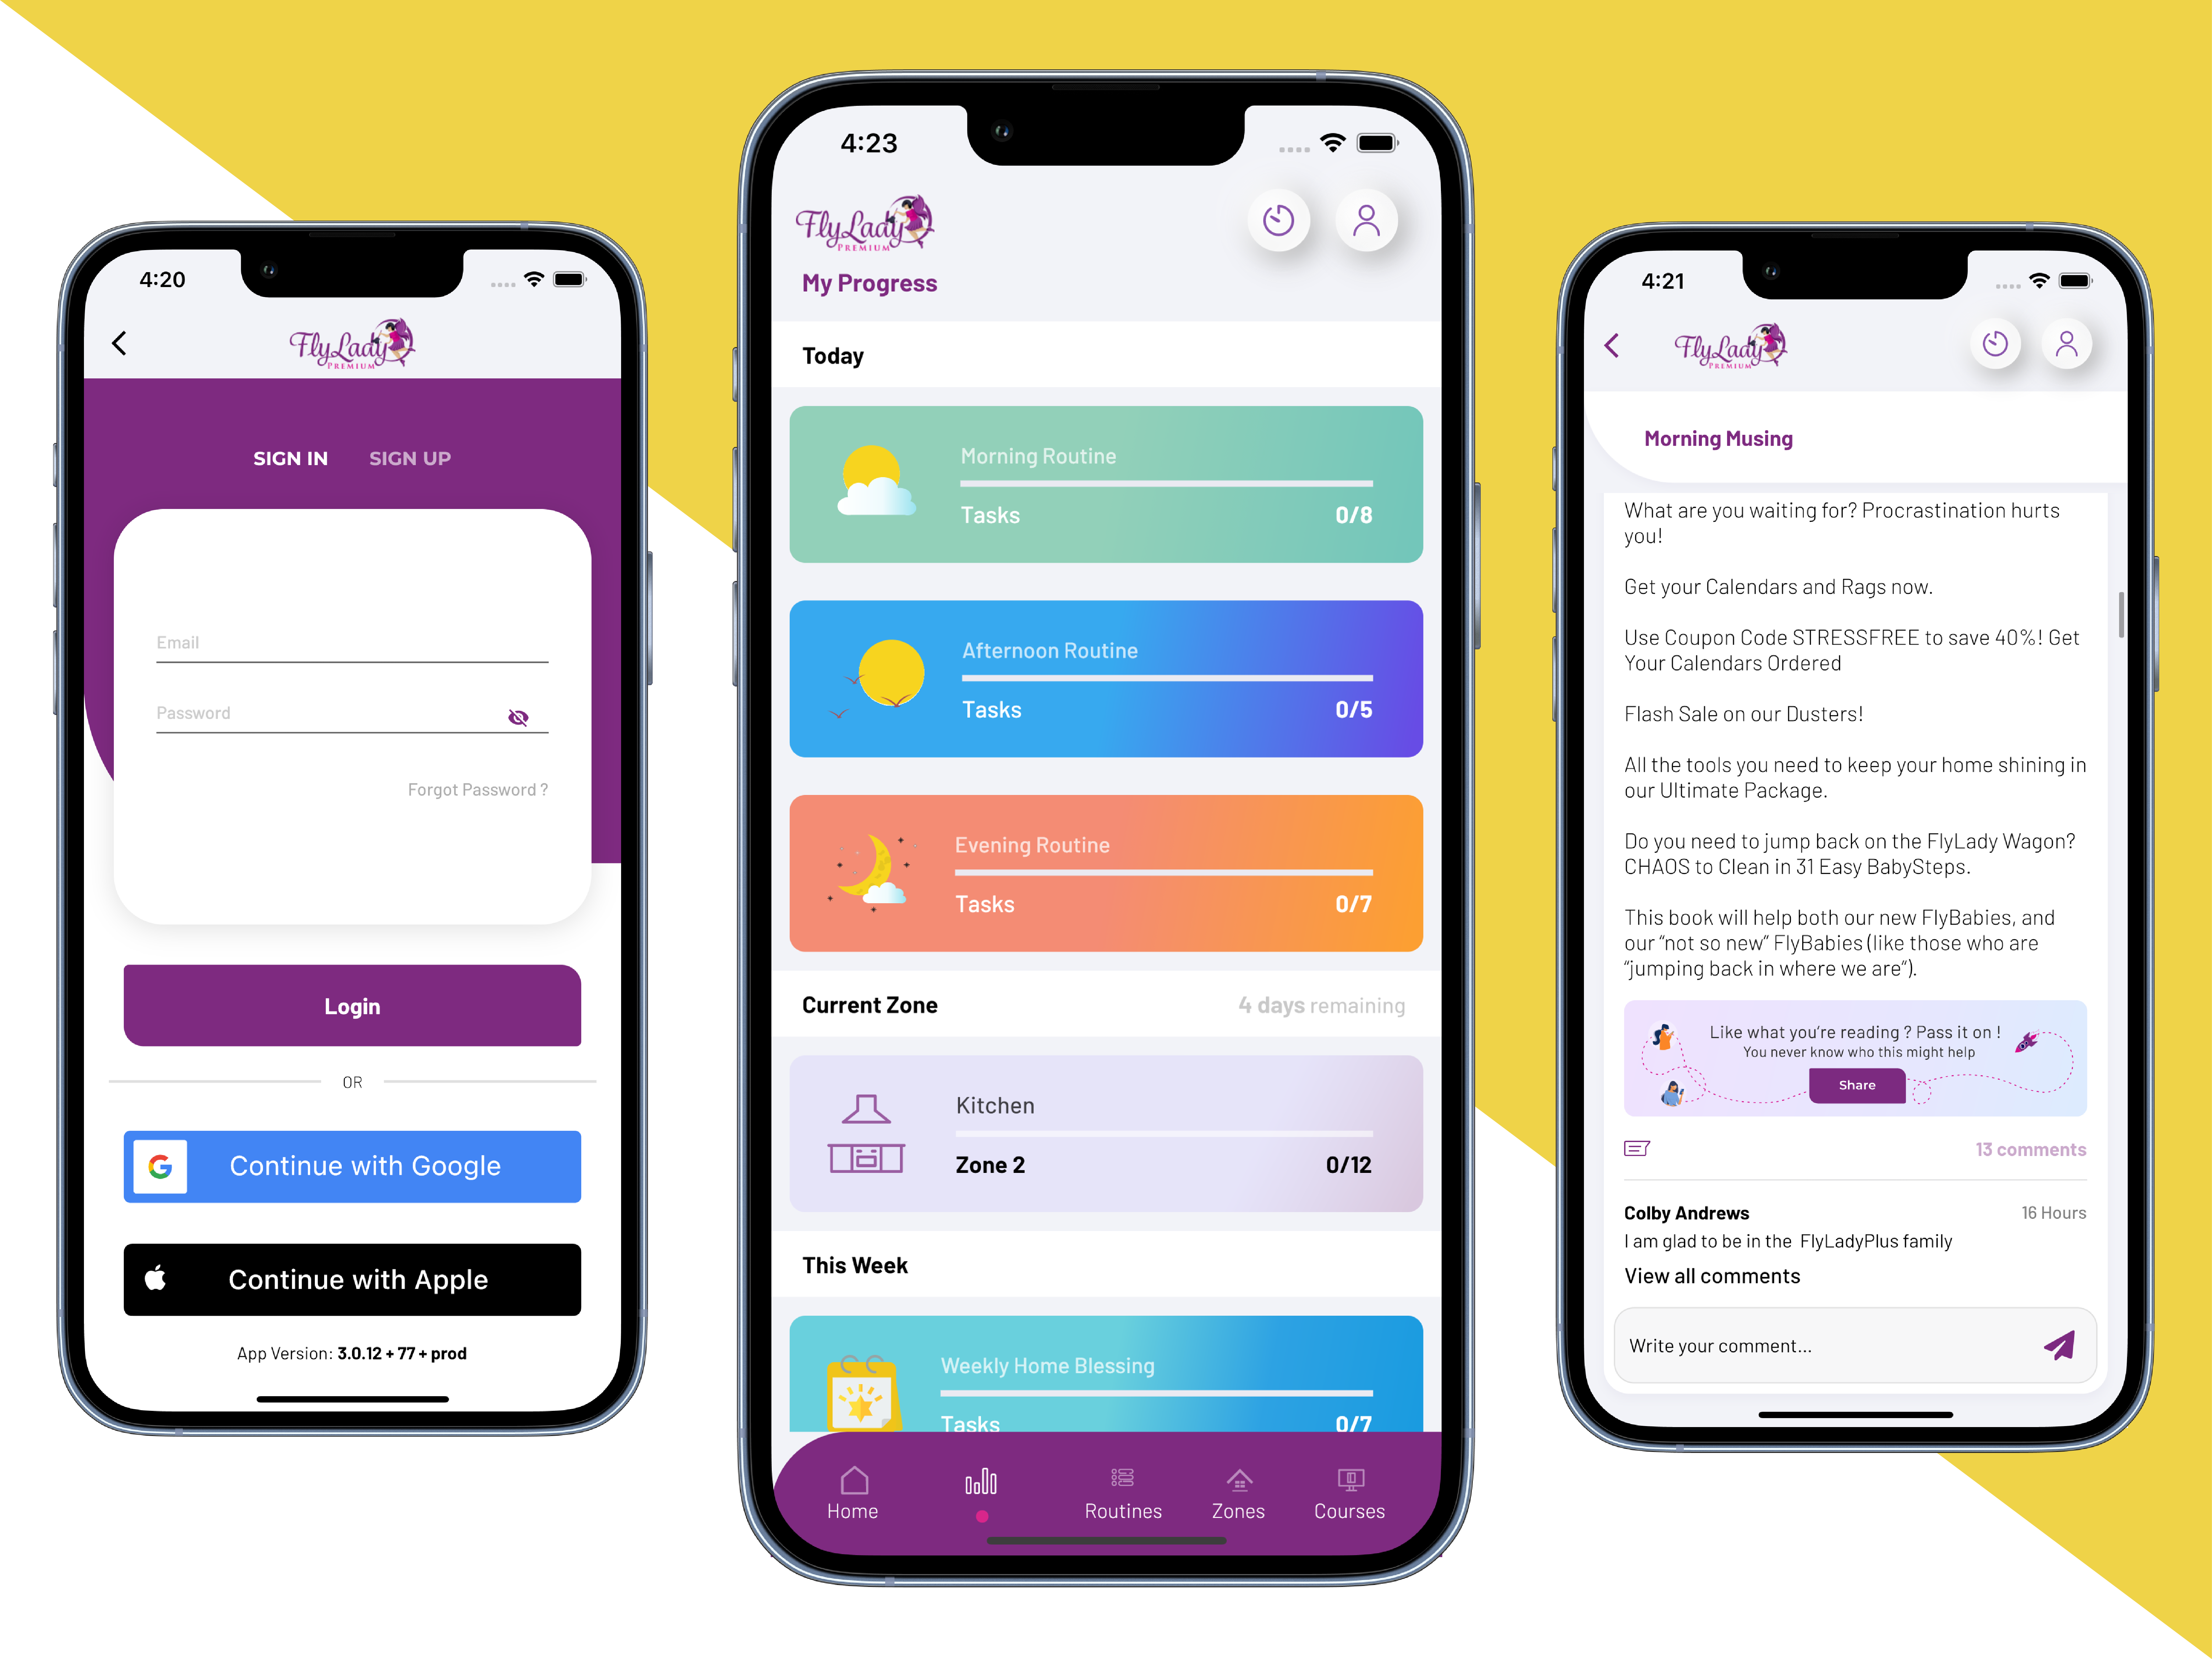 4:20
FlyLady
PREMIUM
SIGN IN SIGN UP
Email
Password
Forgot Password ?
Login
OR
Continue with Google
Continue with Apple
App Version: 3.0.12 + 77 + prod
4:23
FlyLady
PREMIUM
My Progress
Today
Morning Routine
Tasks 0/8
Afternoon Routine
Tasks 0/5
Evening Routine
Tasks 0/7
Current Zone 4 days remaining
Kitchen
Zone 2 0/12
This Week
Weekly Home Blessing
Tasks 0/7
Home Routines Zones Courses
4:21
FlyLady
PREMIUM
Morning Musing
What are you waiting for? Procrastination hurts
you!
Get your Calendars and Rags now.
Use Coupon Code STRESSFREE to save 40%! Get
Your Calendars Ordered
Flash Sale on our Dusters!
All the tools you need to keep your home shining in
our Ultimate Package.
Do you need to jump back on the FlyLady Wagon?
CHAOS to Clean in 31 Easy BabySteps.
This book will help both our new FlyBabies, and
our “not so new” FlyBabies (like those who are
“jumping back in where we are”).
Like what you’re reading ? Pass it on !
You never know who this might help
Share
13 comments
Colby Andrews 16 Hours
I am glad to be in the FlyLadyPlus family
View all comments
Write your comment...